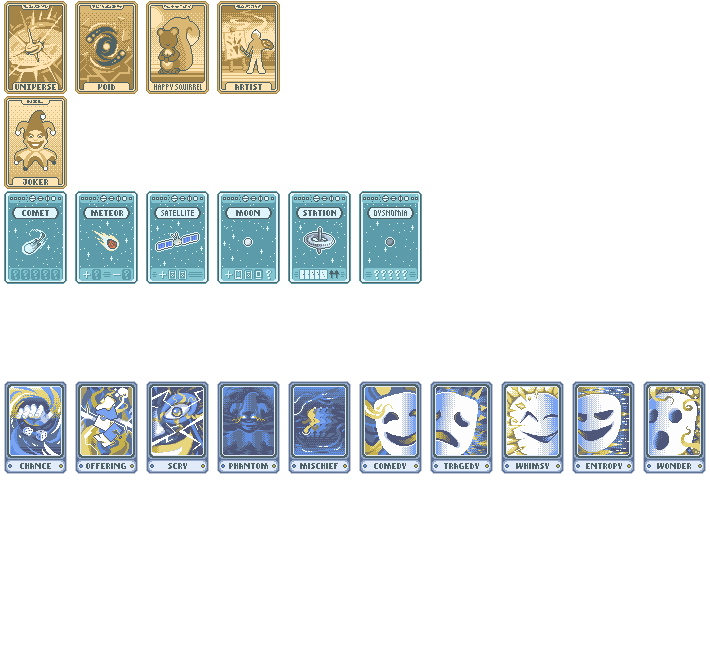 UNIVERSE
VOID
HAPPY SQUIRREL
ARTIST
JOKER
COMET
METEOR
SATELLITE
MOON
STATION
DYSNOMIA
CHANCE
OFFERING
SCRY
PHANTOM
MISCHIEF
COMEDY
TRAGEDY
WHIMSY
ENTROPY
WONDER